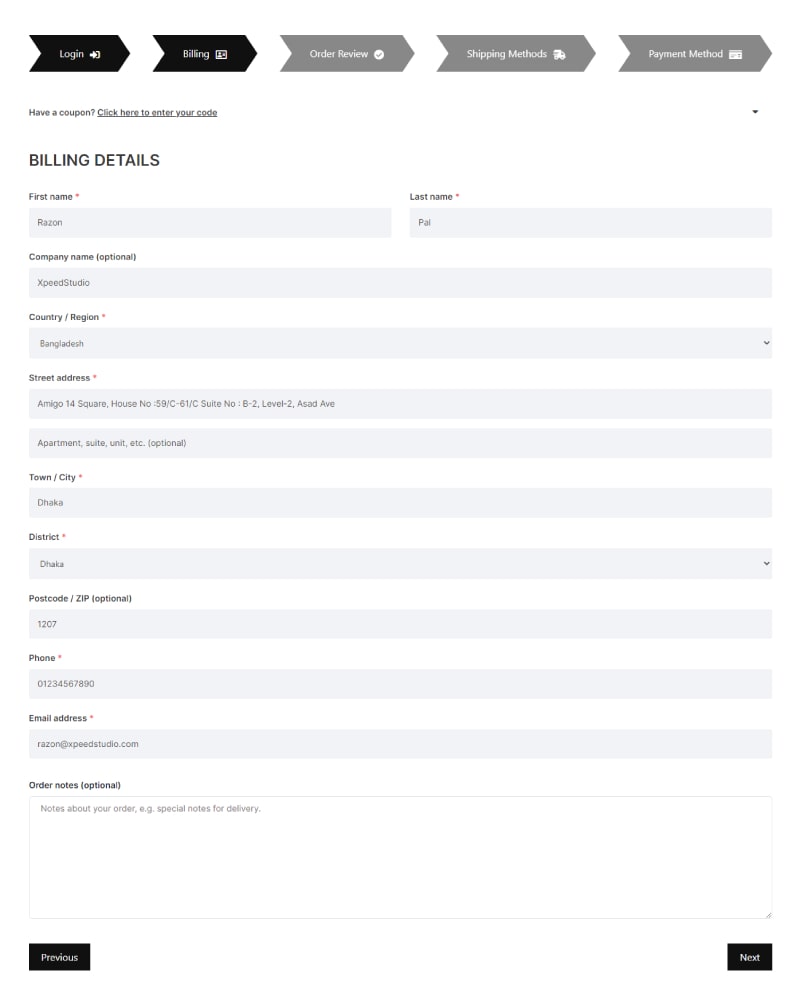 Login
Billing
Order Review
Shipping Methods
Payment Method
Have a coupon? Click here to enter your code
BILLING DETAILS
First name *
Last name *
Razon
Pal
Company name (optional)
XpeedStudio
Country / Region *
Bangladesh
Street address *
Amigo 14 Square, House No :59/C-61/C Suite No : B-2, Level-2, Asad Ave
Apartment, suite, unit, etc. (optional)
Town / City *
Dhaka
District *
Dhaka
Postcode / ZIP (optional)
1207
Phone *
01234567890
Email address *
razon@xpeedstudio.com
Order notes (optional)
Notes about your order, e.g. special notes for delivery.
Previous
Next